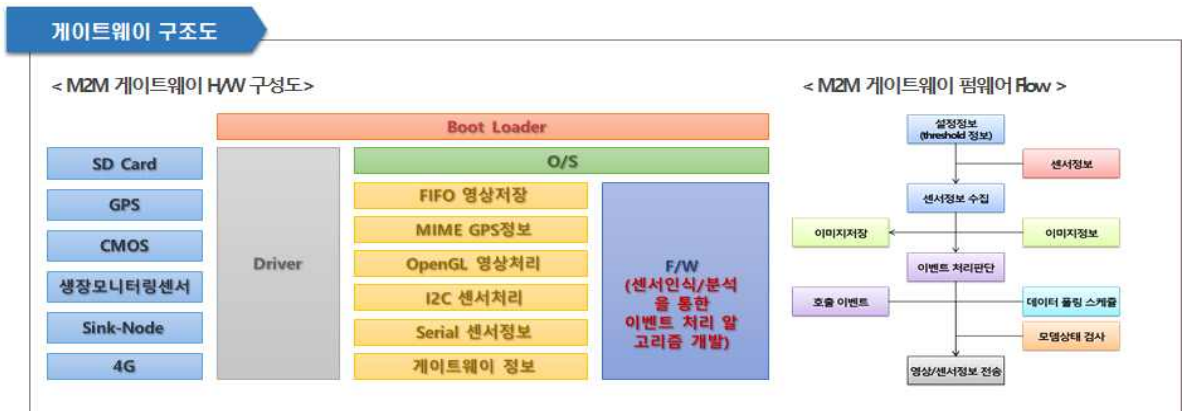 게이트웨이 구조도
< M2M 게이트웨이 H/W 구성도>
Boot Loader
SD Card
GPS
CMOS
생장모니터링센서
Sink-Node
4G
Driver
O/S
FIFO 영상저장
MIME GPS정보
OpenGL 영상처리
I2C 센서처리
Serial 센서정보
게이트웨이 정보
F/W
(센서인식/분석
을 통한
이벤트 처리 알
고리즘 개발)
< M2M 게이트웨이 펌웨어 Flow >
설정정보
(threshold 정보)
센서정보
센서정보 수집
이미지저장
이미지정보
이벤트 처리판단
호출 이벤트
데이터 풀링 스케쥴
모뎀상태 검사
영상/센서정보 전송